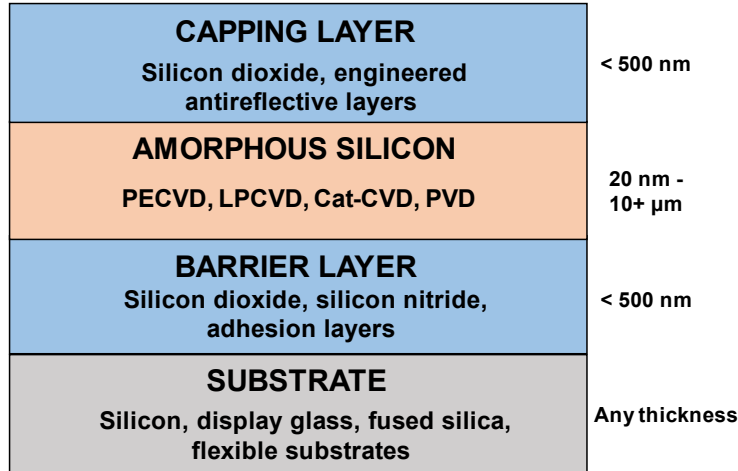 CAPPING LAYER
Silicon dioxide, engineered
antireflective layers
< 500 nm
AMORPHOUS SILICON
PECVD, LPCVD, Cat-CVD, PVD
20 nm -
10+ µm
BARRIER LAYER
Silicon dioxide, silicon nitride,
adhesion layers
< 500 nm
SUBSTRATE
Silicon, display glass, fused silica,
flexible substrates
Any thickness